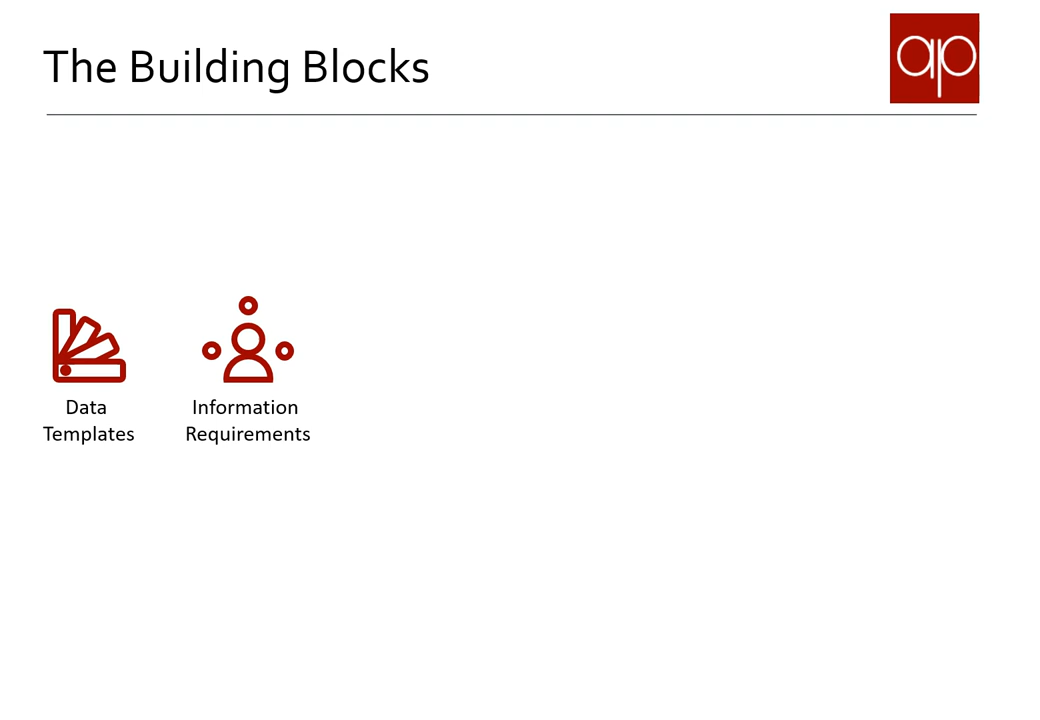 The Building Blocks
ap
Data
Templates
Information
Requirements